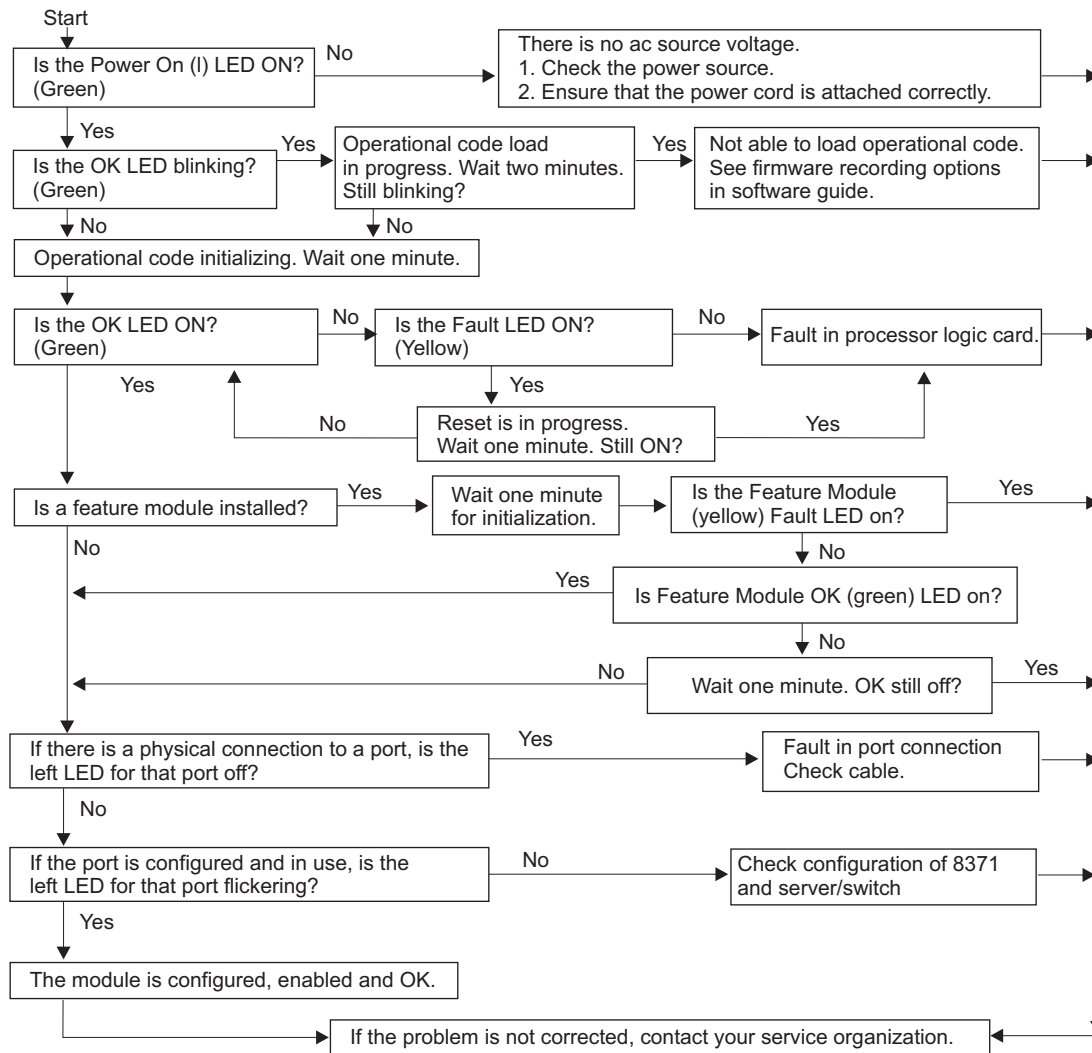 Start
Is the Power On (I) LED ON?
(Green)
No
There is no ac source voltage.
1. Check the power source.
2. Ensure that the power cord is attached correctly.
Yes
Is the OK LED blinking?
(Green)
Yes
Operational code load
in progress. Wait two minutes.
Still blinking?
Yes
Not able to load operational code.
See firmware recording options
in software guide.
No
No
Operational code initializing. Wait one minute.
Is the OK LED ON?
(Green)
No
Is the Fault LED ON?
(Yellow)
No
Fault in processor logic card.
Yes
Yes
No
Reset is in progress.
Wait one minute. Still ON?
Yes
Is a feature module installed?
Yes
Wait one minute
for initialization.
Is the Feature Module
(yellow) Fault LED on?
Yes
No
No
Yes
Is Feature Module OK (green) LED on?
No
No
Wait one minute. OK still off?
Yes
If there is a physical connection to a port, is the
left LED for that port off?
Yes
Fault in port connection
Check cable.
No
If the port is configured and in use, is the
left LED for that port flickering?
No
Check configuration of 8371
and server/switch
Yes
The module is configured, enabled and OK.
If the problem is not corrected, contact your service organization.